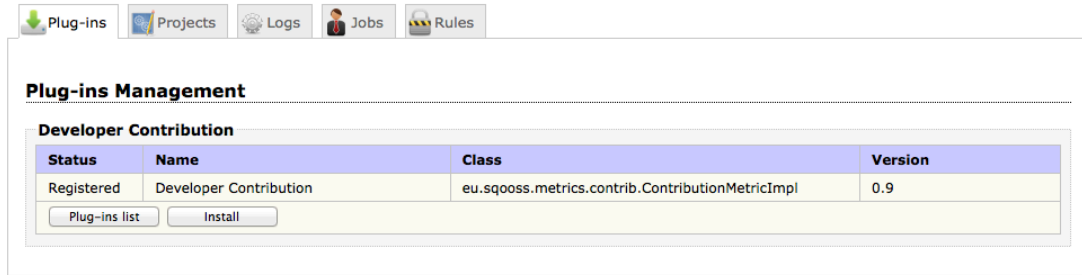 Plug-ins Projects Logs Jobs Rules
Plug-ins Management
Developer Contribution
Status Name Class Version
Registered Developer Contribution eu.sqooss.metrics.contrib.ContributionMetricImpl 0.9
Plug-ins list Install